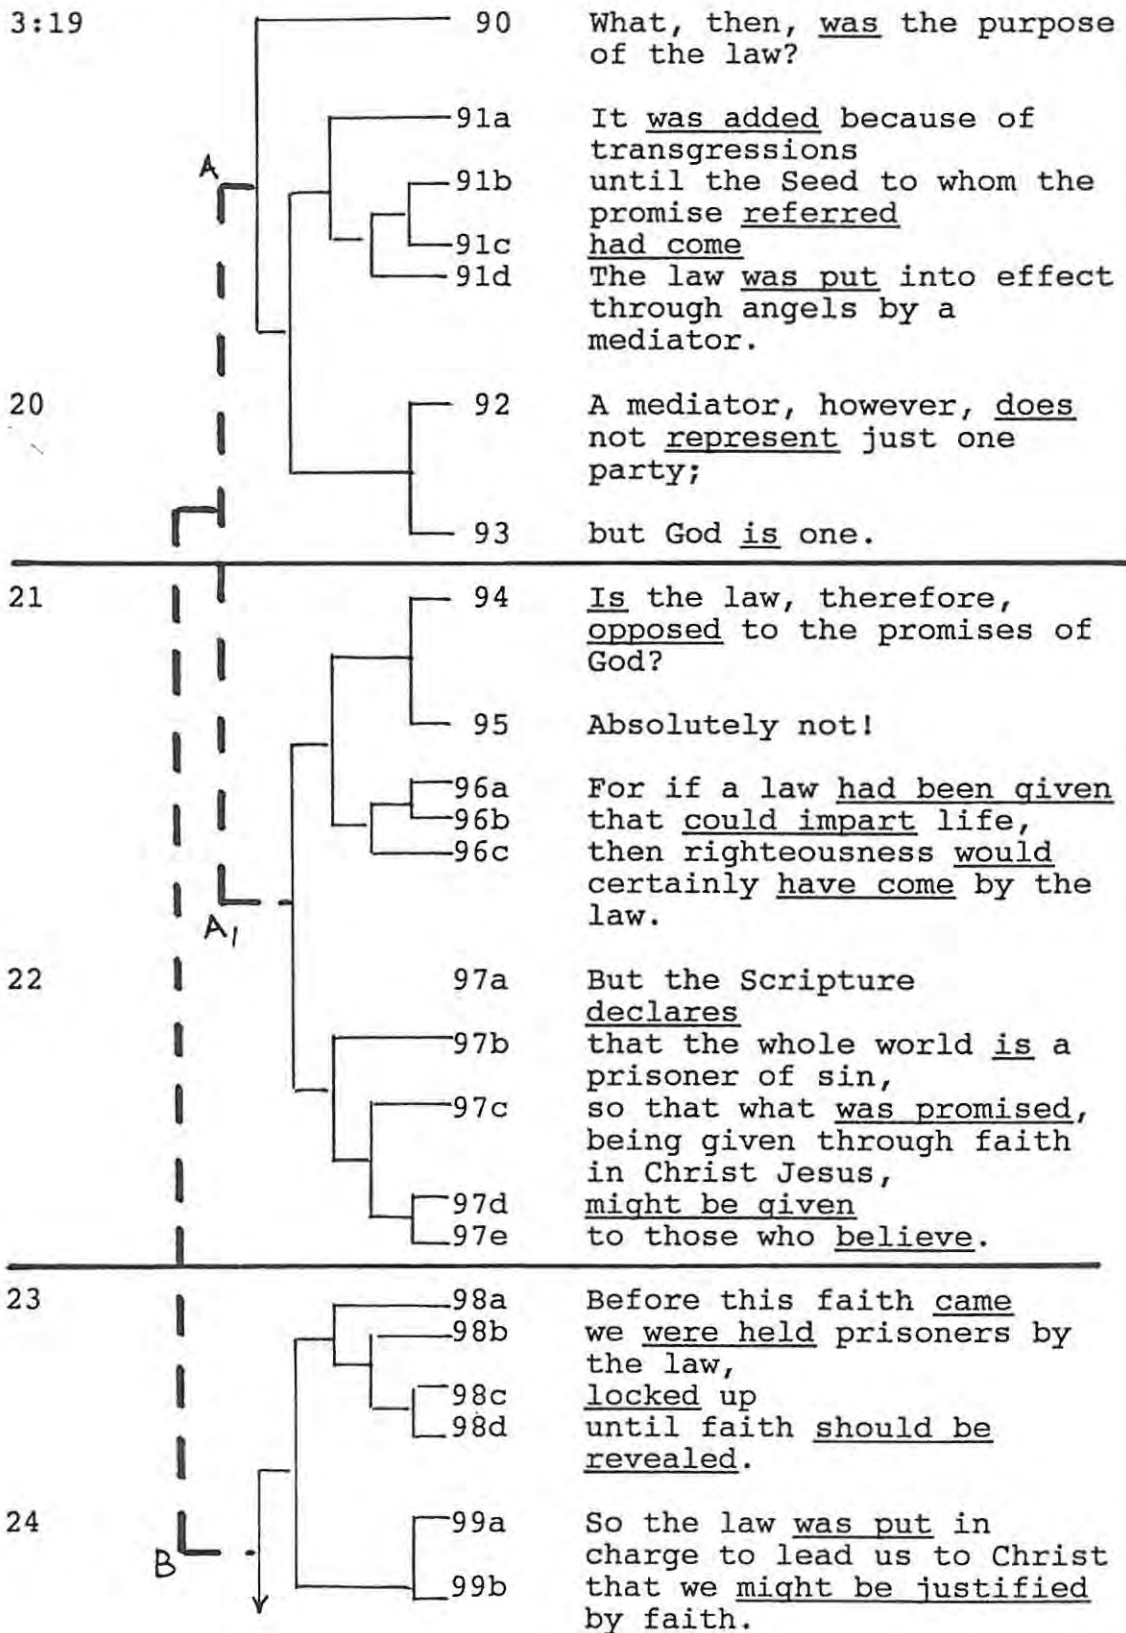 3:19 90 What, then, was the purpose
of the law?
91a It was added because of
transgressions
91b until the Seed to whom the
promise referred
91c had come
91d The law was put into effect
through angels by a
mediator.
A
20 92 A mediator, however, does
not represent just one
party;
93 but God is one.
21 94 Is the law, therefore,
opposed to the promises of
God?
95 Absolutely not!
96a For if a law had been given
96b that could impart life,
96c then righteousness would
certainly have come by the
law.
A1
22 97a But the Scripture
declares
97b that the whole world is a
prisoner of sin,
97c so that what was promised,
being given through faith
in Christ Jesus,
97d might be given
97e to those who believe.
23 98a Before this faith came
98b we were held prisoners by
the law,
98c locked up
98d until faith should be
revealed.
24 99a So the law was put in
charge to lead us to Christ
99b that we might be justified
by faith.
B